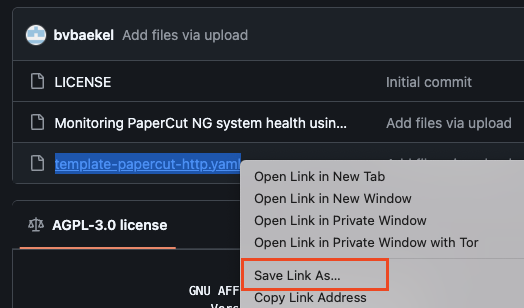 bvbaekel Add files via upload
LICENSE Initial commit
Monitoring PaperCut NG system health usin... Add files via upload
template-papercut-http.yaml
Open Link in New Tab
Open Link in New Window
AGPL-3.0 license
Open Link in Private Window
Open Link in Private Window with Tor
Save Link As...
GNU AFF
Copy Link Address
Vers